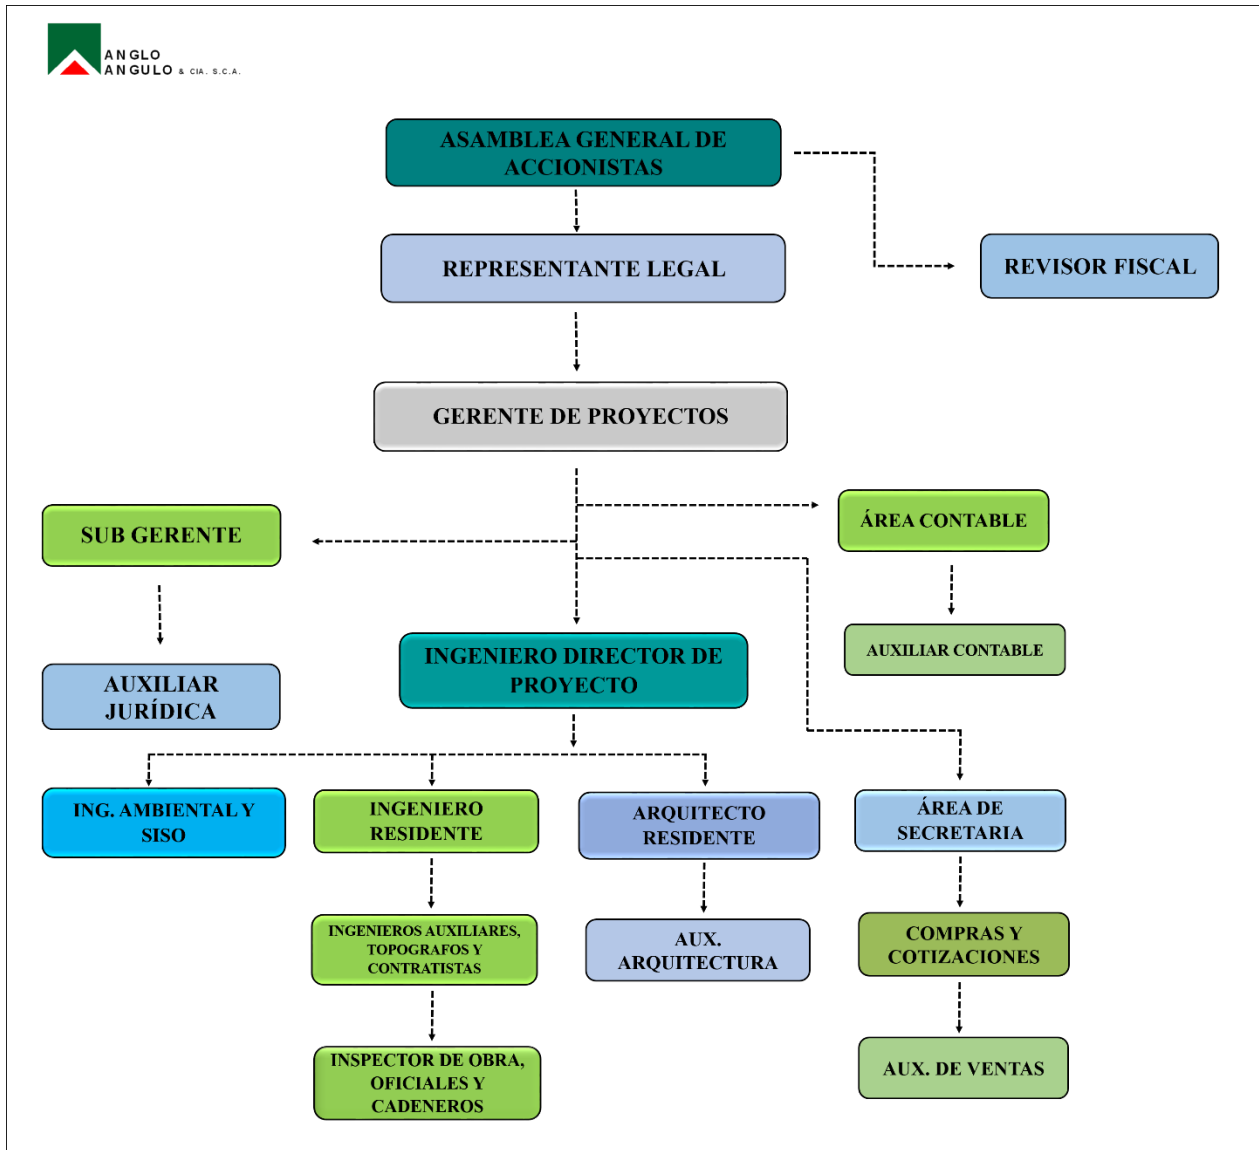 ANGLO
ANGULO & CIA. S.C.A.
ASAMBLEA GENERAL DE
ACCIONISTAS
REPRESENTANTE LEGAL
REVISOR FISCAL
GERENTE DE PROYECTOS
SUB GERENTE
ÁREA CONTABLE
AUXILIAR CONTABLE
INGENIERO DIRECTOR DE
PROYECTO
AUXILIAR
JURÍDICA
ING. AMBIENTAL Y
SISO
INGENIERO
RESIDENTE
ARQUITECTO
RESIDENTE
ÁREA DE
SECRETARIA
INGENIEROS AUXILIARES,
TOPOGRAFOS Y
CONTRATISTAS
AUX.
ARQUITECTURA
COMPRAS Y
COTIZACIONES
INSPECTOR DE OBRA,
OFICIALES Y
CADENEROS
AUX. DE VENTAS